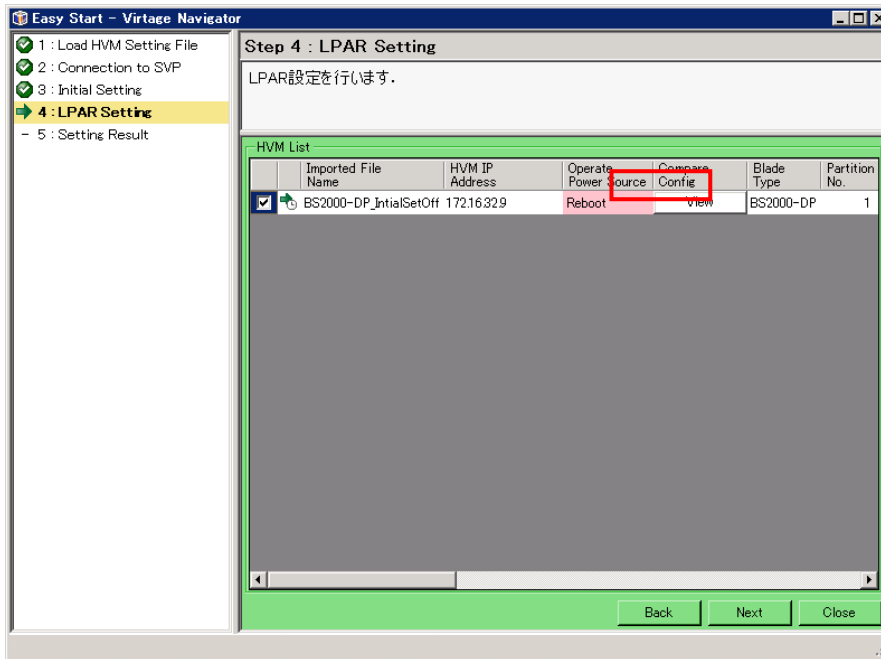 Easy Start - Virtage Navigator
1 : Load HVM Setting File
2 : Connection to SVP
3 : Initial Setting
4 : LPAR Setting
- 5 : Setting Result
Step 4 : LPAR Setting
LPAR設定を行います.
HVM List
Imported File Name
HVM IP Address
Operate Power Source
Compare Config
Blade Type
Partition No.
BS2000-DP_IntialSetOff 172.16.32.9 Reboot View BS2000-DP 1
Back Next Close